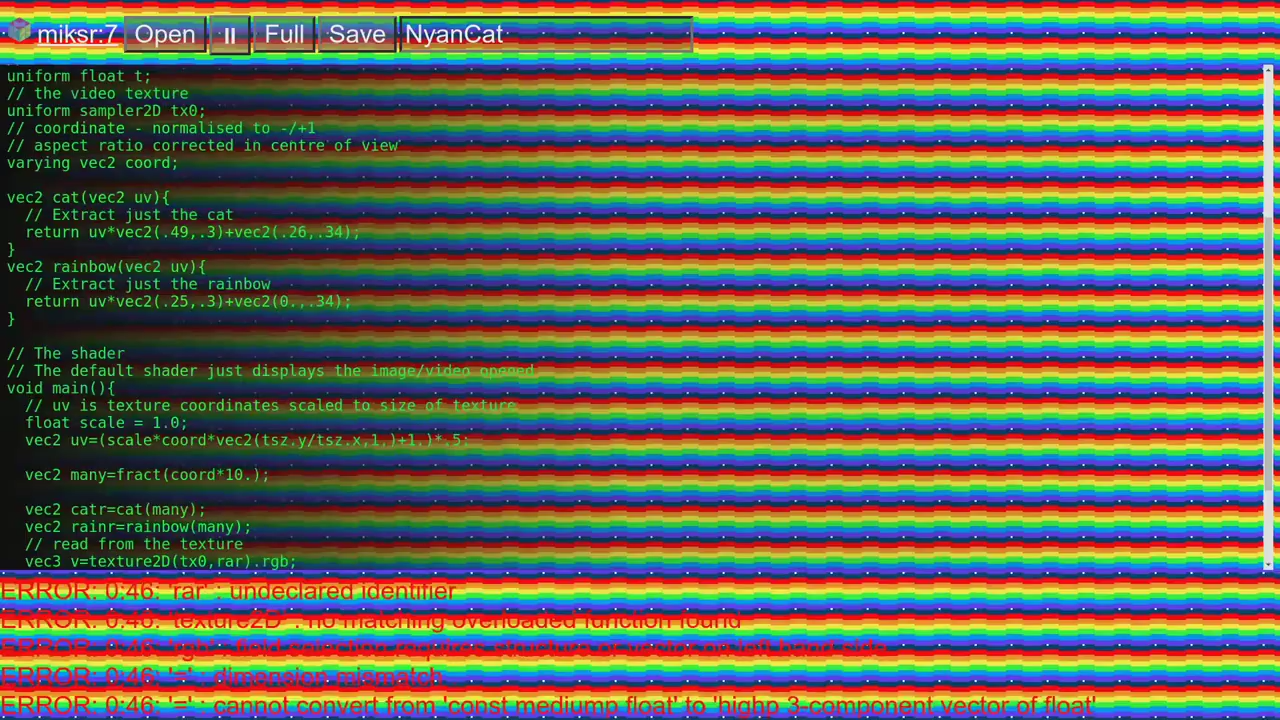 miksr:7 Open II Full Save NyanCat
uniform float t;
// the video texture
uniform sampler2D tx0;
// coordinate - normalised to -/+1
// aspect ratio corrected in centre of view
varying vec2 coord;
vec2 cat(vec2 uv){
// Extract just the cat
return uv*vec2(.49,.3)+vec2(.26,.34);
}
vec2 rainbow(vec2 uv){
// Extract just the rainbow
return uv*vec2(.25,.3)+vec2(0.,.34);
}
// The shader
// The default shader just displays the image/video opened
void main(){
// uv is texture coordinates scaled to size of texture
float scale = 1.0;
vec2 uv=(scale*coord*vec2(tsz.y/tsz.x,1.)+1.)*.5;
vec2 many=fract(coord*10.);
vec2 catr=cat(many);
vec2 rainr=rainbow(many);
// read from the texture
vec3 v=texture2D(tx0,rar).rgb;
ERROR: 0:46: 'rar' : undeclared identifier
ERROR: 0:46: 'texture2D' : no matching overloaded function found
ERROR: 0:46: 'rgb' : field selection requires structure or vector on left hand side
ERROR: 0:46: '=' : dimension mismatch
ERROR: 0:46: '=' : cannot convert from 'const mediump float' to 'highp 3-component vector of float'